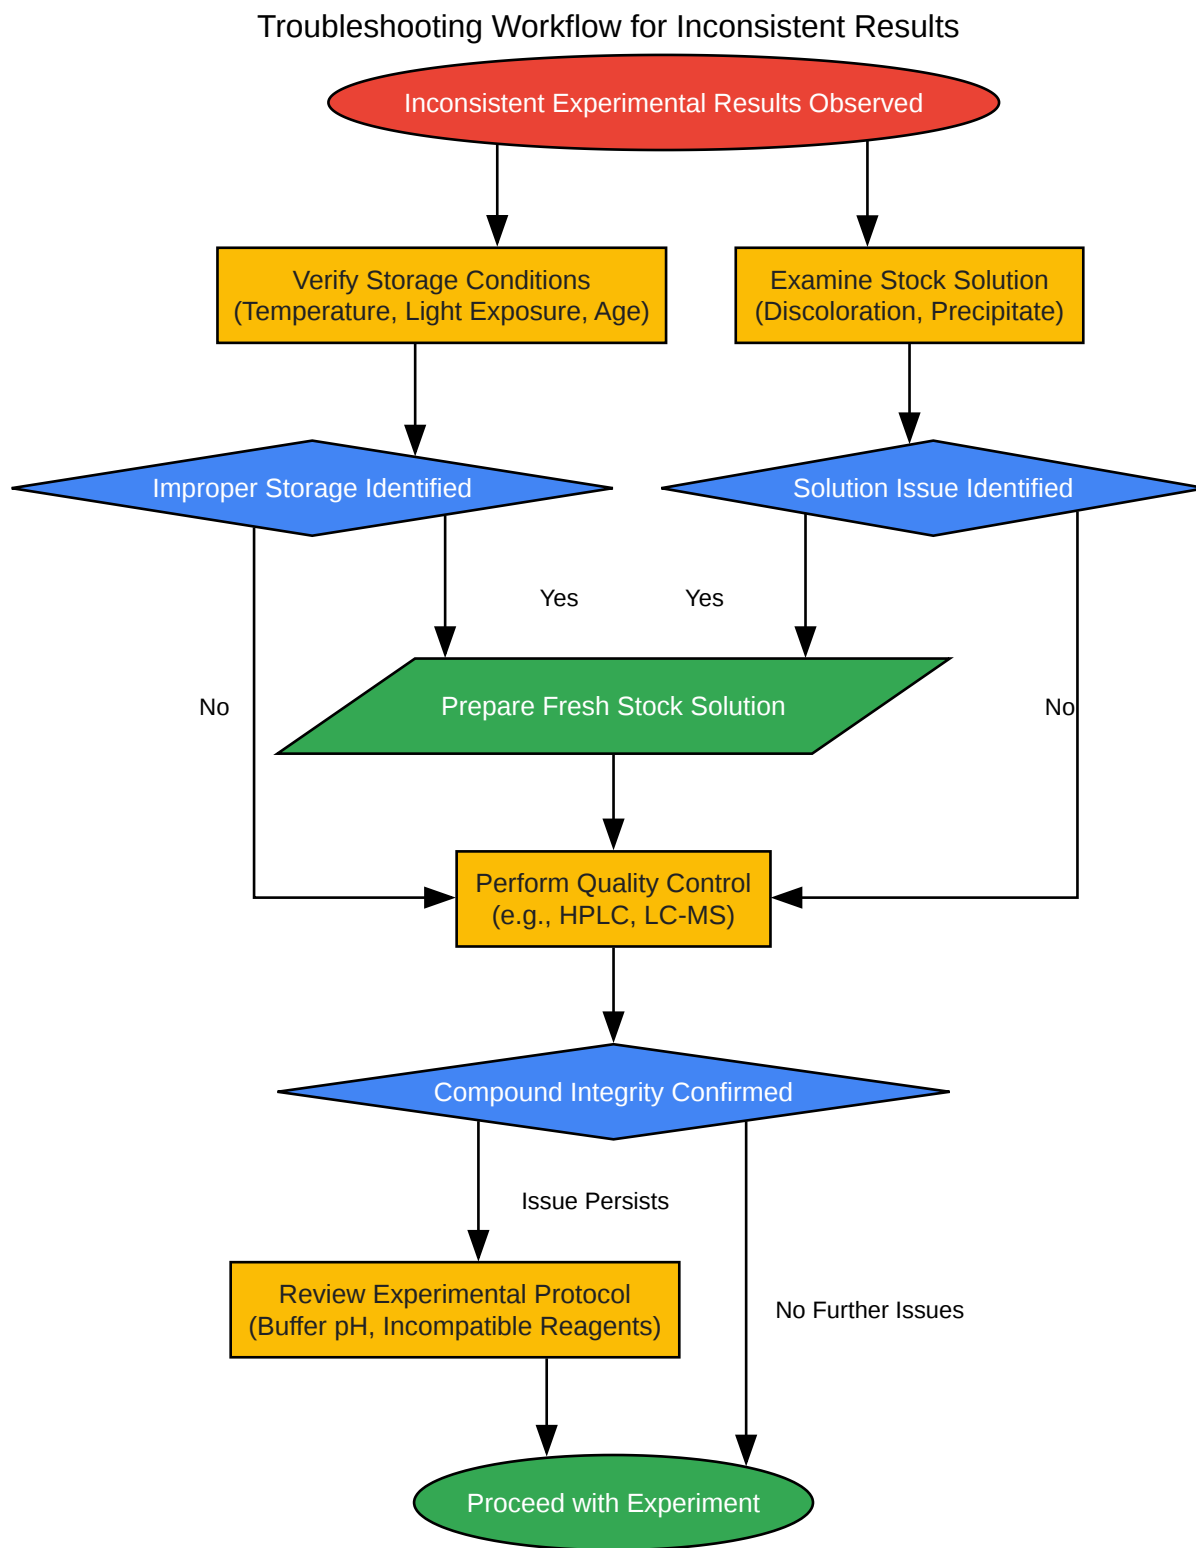 Troubleshooting Workflow for Inconsistent Results
Inconsistent Experimental Results Observed
Verify Storage Conditions
(Temperature, Light Exposure, Age)
Examine Stock Solution
(Discoloration, Precipitate)
Improper Storage Identified
Solution Issue Identified
Yes
Yes
No
Prepare Fresh Stock Solution
No
Perform Quality Control
(e.g., HPLC, LC-MS)
Compound Integrity Confirmed
Issue Persists
Review Experimental Protocol
(Buffer pH, Incompatible Reagents)
No Further Issues
Proceed with Experiment